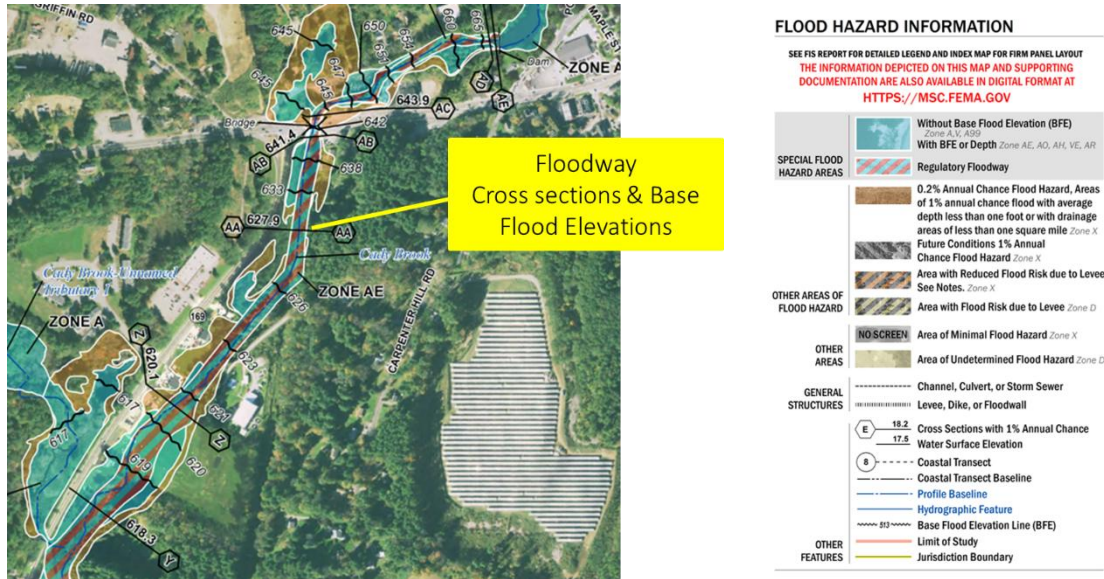 GRIFFIN RD
645
650
654
660
665
MAPLE ST
Dam
ZONE A
645
647
645
651
AD
AE
643.9
AC
642
Bridge
641.4
AB
AB
638
633
AA
627.9
AA
Floodway
Cross sections & Base
Flood Elevations
Cady Brook
Cady Brook-Unnamed
Tributary 1
ZONE AE
626
ZONE A
169
CARPENTER HILL RD
Z
620.1
623
617
621
617
Z
619
620
618.3
Y
FLOOD HAZARD INFORMATION
SEE FIS REPORT FOR DETAILED LEGEND AND INDEX MAP FOR FIRM PANEL LAYOUT
THE INFORMATION DEPICTED ON THIS MAP AND SUPPORTING
DOCUMENTATION ARE ALSO AVAILABLE IN DIGITAL FORMAT AT
HTTPS://MSC.FEMA.GOV
SPECIAL FLOOD
HAZARD AREAS
Without Base Flood Elevation (BFE)
Zone A,V, A99
With BFE or Depth Zone AE, AO, AH, VE, AR
Regulatory Floodway
OTHER AREAS OF
FLOOD HAZARD
0.2% Annual Chance Flood Hazard, Areas
of 1% annual chance flood with average
depth less than one foot or with drainage
areas of less than one square mile Zone X
Future Conditions 1% Annual
Chance Flood Hazard Zone X
Area with Reduced Flood Risk due to Levee
See Notes. Zone X
Area with Flood Risk due to Levee Zone D
OTHER
AREAS
NO SCREEN Area of Minimal Flood Hazard Zone X
Area of Undetermined Flood Hazard Zone D
GENERAL
STRUCTURES
Channel, Culvert, or Storm Sewer
Levee, Dike, or Floodwall
E 18.2 Cross Sections with 1% Annual Chance
17.5 Water Surface Elevation
8 Coastal Transect
Coastal Transect Baseline
Profile Baseline
Hydrographic Feature
513 Base Flood Elevation Line (BFE)
OTHER
FEATURES
Limit of Study
Jurisdiction Boundary